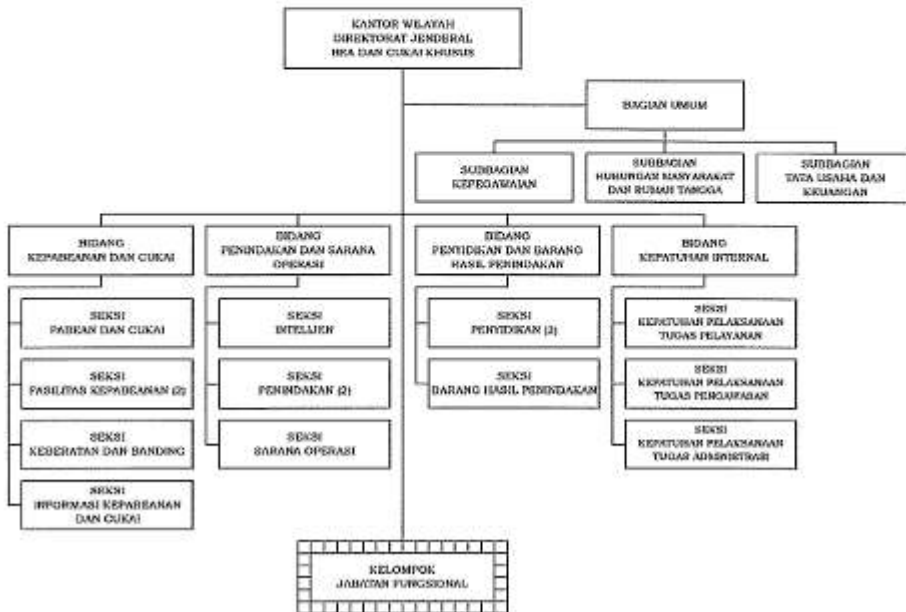 KANTOR WILAYAH
DIREKTORAT JENDERAL
BEA DAN CUKAI KHUSUS
BAGIAN UMUM
SUBBAGIAN
KEPEGAWAIAN
SUBBAGIAN
HUBUNGAN MASYARAKAT
DAN RUMAH TANGGA
SUBBAGIAN
TATA USAHA DAN
KEUANGAN
BIDANG
KEPABEANAN DAN CUKAI
BIDANG
PENINDAKAN DAN SARANA
OPERASI
BIDANG
PENYIDIKAN DAN BARANG
HASIL PENINDAKAN
BIDANG
KEPATUHAN INTERNAL
SEKSI
PABEAN DAN CUKAI
SEKSI
FASILITAS KEPABEANAN (2)
SEKSI
KEBERATAN DAN BANDING
SEKSI
INFORMASI KEPABEANAN
DAN CUKAI
SEKSI
INTELIJEN
SEKSI
PENINDAKAN (2)
SEKSI
SARANA OPERASI
SEKSI
PENYIDIKAN (2)
SEKSI
BARANG HASIL PENINDAKAN
SEKSI
KEPATUHAN PELAKSANAAN
TUGAS PELAYANAN
SEKSI
KEPATUHAN PELAKSANAAN
TUGAS PENGAWASAN
SEKSI
KEPATUHAN PELAKSANAAN
TUGAS ADMINISTRASI
KELOMPOK
JABATAN FUNGSIONAL